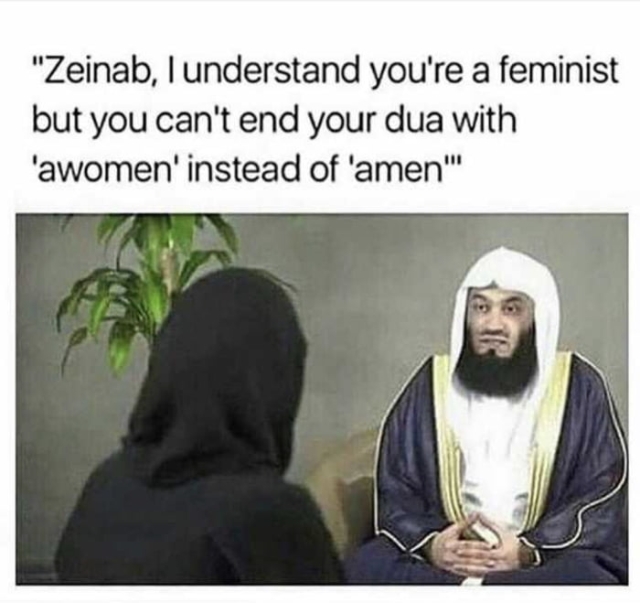 "Zeinab, I understand you're a feminist
but you can't end your dua with
'awomen' instead of 'amen'"